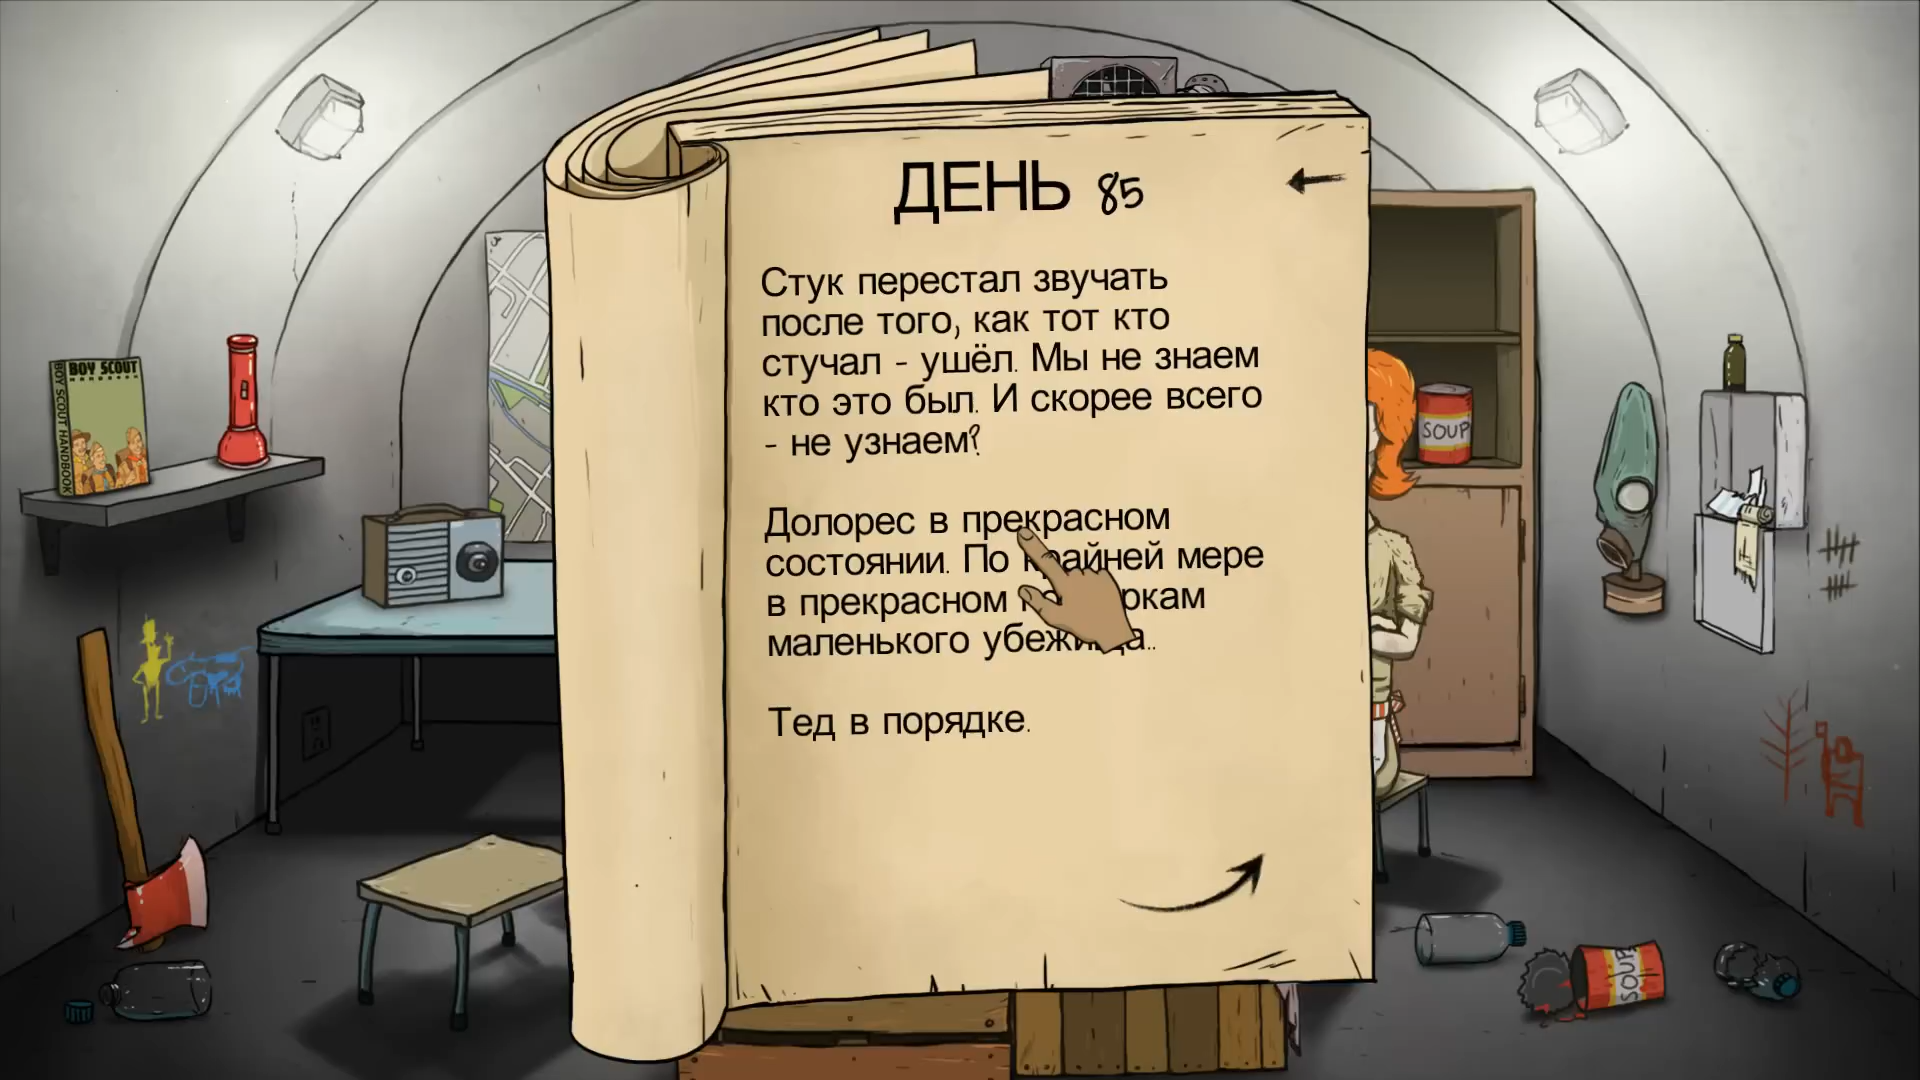 ДЕНЬ 85
Стук перестал звучать
после того, как тот кто
стучал - ушёл. Мы не знаем
кто это был. И скорее всего
- не узнаем?
Долорес в прекрасном
состоянии. По крайней мере
в прекрасном по
маленького убежища..
Тед в порядке.
BOY SCOUT
BOY SCOUT HANDBOOK
SOUP
SOUP